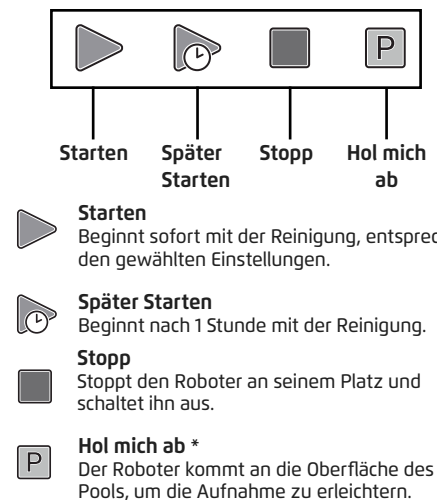 P
Starten Später Starten Stopp Hol mich ab
Starten
Beginnt sofort mit der Reinigung,
den gewählten Einstellungen.
Später Starten
Beginnt nach 1 Stunde mit der Reinigung.
Stopp
Stoppt den Roboter an seinem Platz und
schaltet ihn aus.
P
Hol mich ab *
Der Roboter kommt an die Oberfläche des
Pools, um die Aufnahme zu erleichtern.